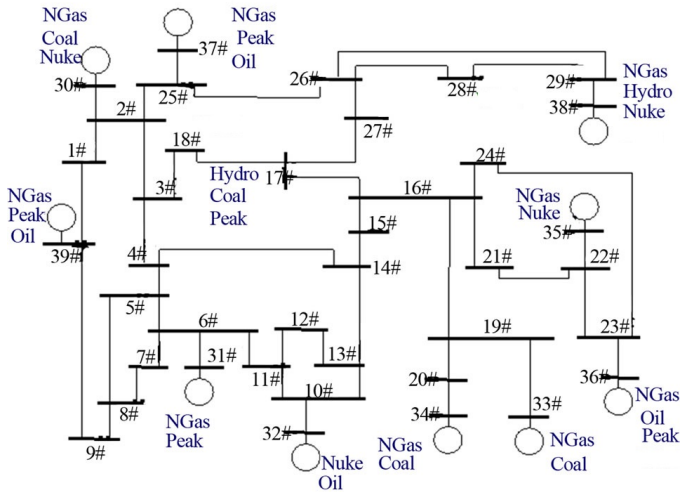 NGas
Coal
Nuke
30#
37#
NGas
Peak
Oil
25#
2#
26#
28#
29#
38#
NGas
Hydro
Nuke
27#
1#
18#
3#
17#
Hydro
Coal
Peak
NGas
Peak
Oil
39#
16#
24#
15#
NGas
Nuke
35#
4#
14#
21#
22#
5#
6#
12#
7#
31#
11#
13#
19#
23#
10#
20#
36#
8#
NGas
Peak
32#
34#
33#
NGas
Oil
Peak
9#
Nuke
Oil
NGas
Coal
NGas
Coal